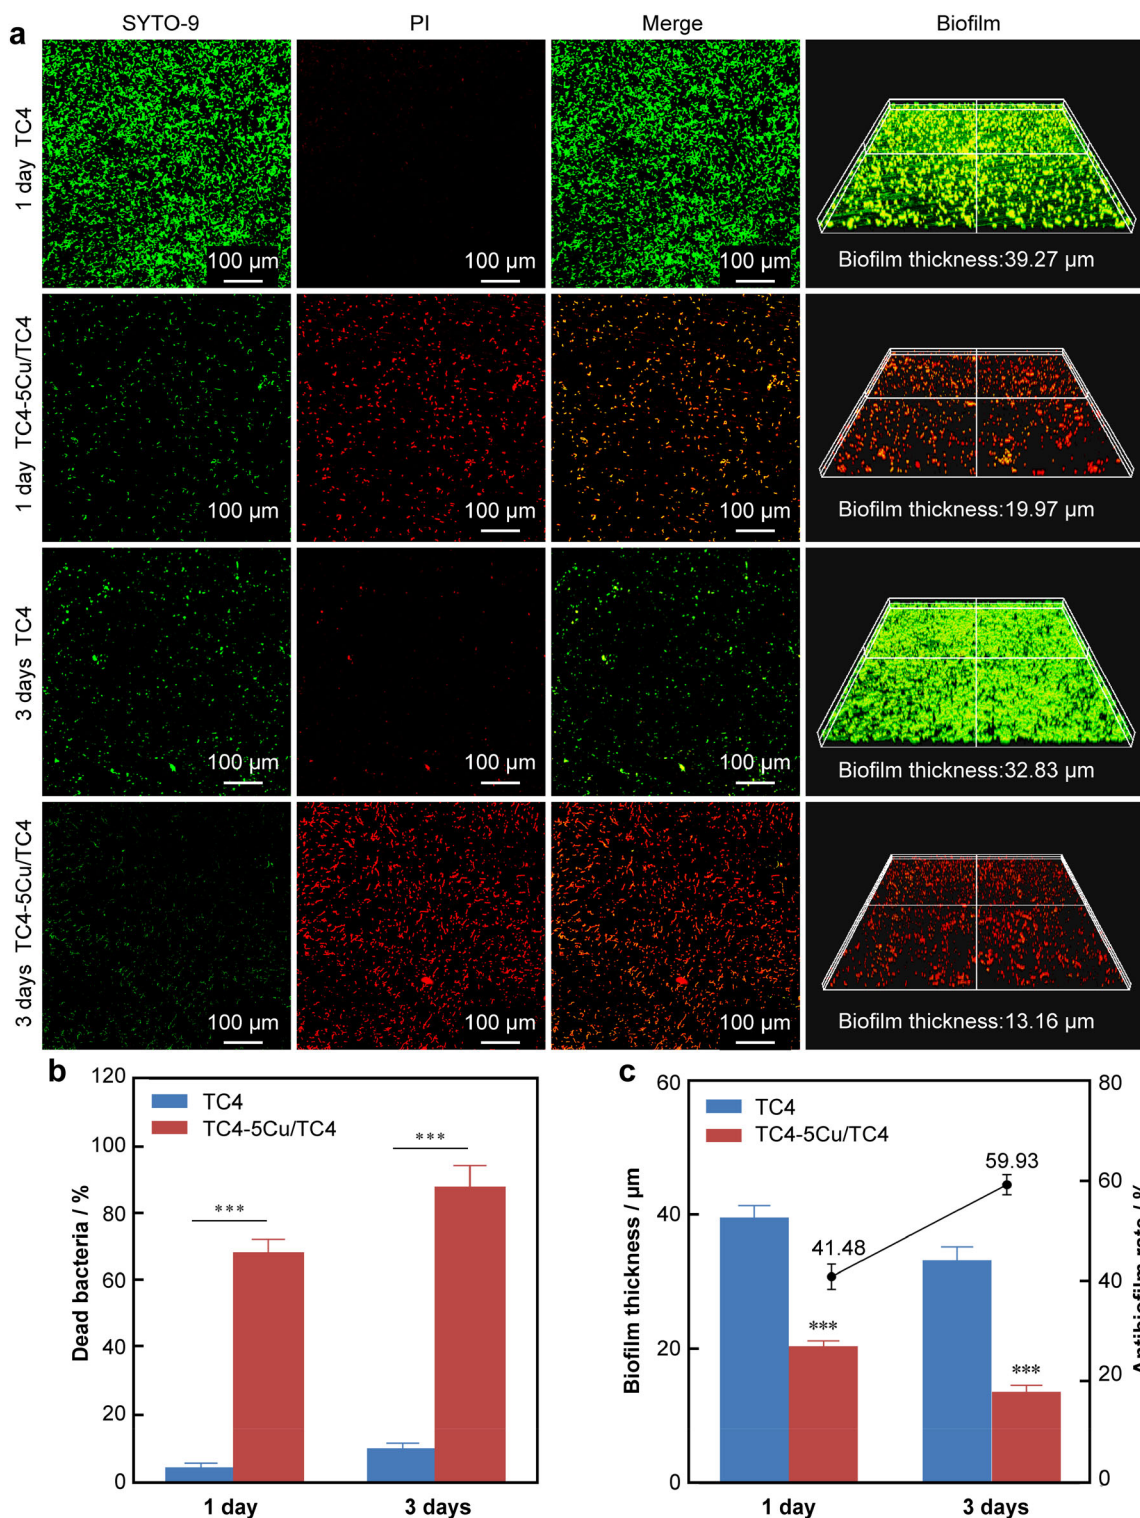 a
SYTO-9 PI Merge Biofilm
1 day TC4
100 µm
100 µm
100 µm
Biofilm thickness:39.27 µm
1 day TC4-5Cu/TC4
100 µm
100 µm
100 µm
Biofilm thickness:19.97 µm
3 days TC4
100 µm
100 µm
100 µm
Biofilm thickness:32.83 µm
3 days TC4-5Cu/TC4
100 µm
100 µm
100 µm
Biofilm thickness:13.16 µm
b
Dead bacteria / %
120
100
80
60
40
20
0
TC4
TC4-5Cu/TC4
***
***
1 day 3 days
c
Biofilm thickness / µm
60
40
20
0
TC4
TC4-5Cu/TC4
41.48
59.93
***
***
80
60
40
20
0
Antibiofilm rate / %
1 day 3 days